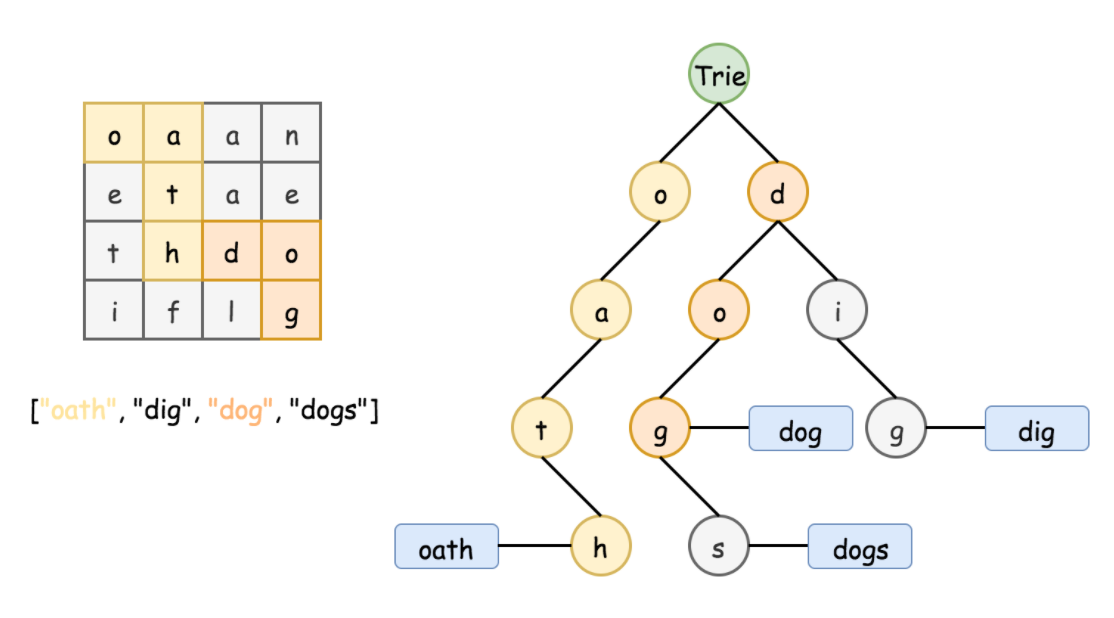 o a a n
e t a e
t h d o
i f l g
["oath", "dig", "dog", "dogs"]
Trie
o d
a o i
t g dog g dig
oath h s dogs